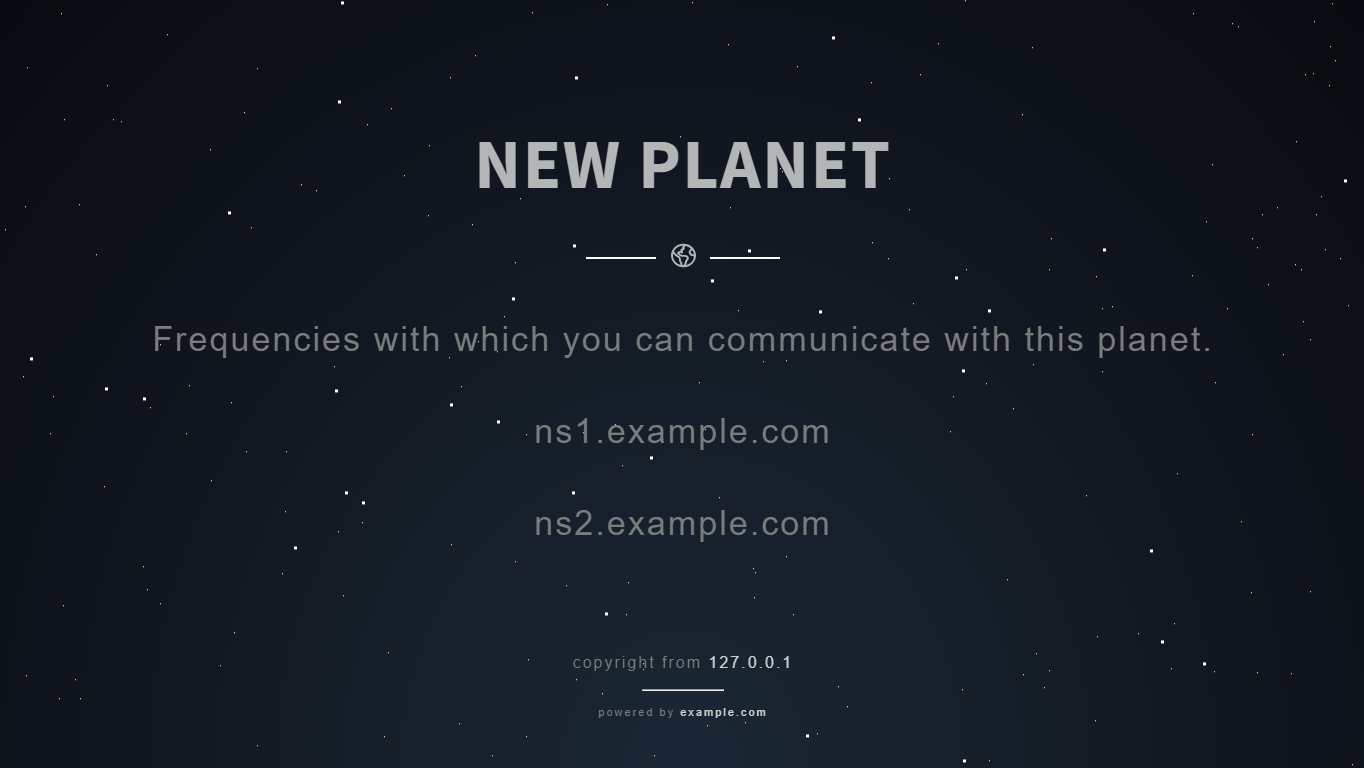 NEW PLANET
Frequencies with which you can communicate with this planet.
ns1.example.com
ns2.example.com
copyright from 127.0.0.1
powered by example.com